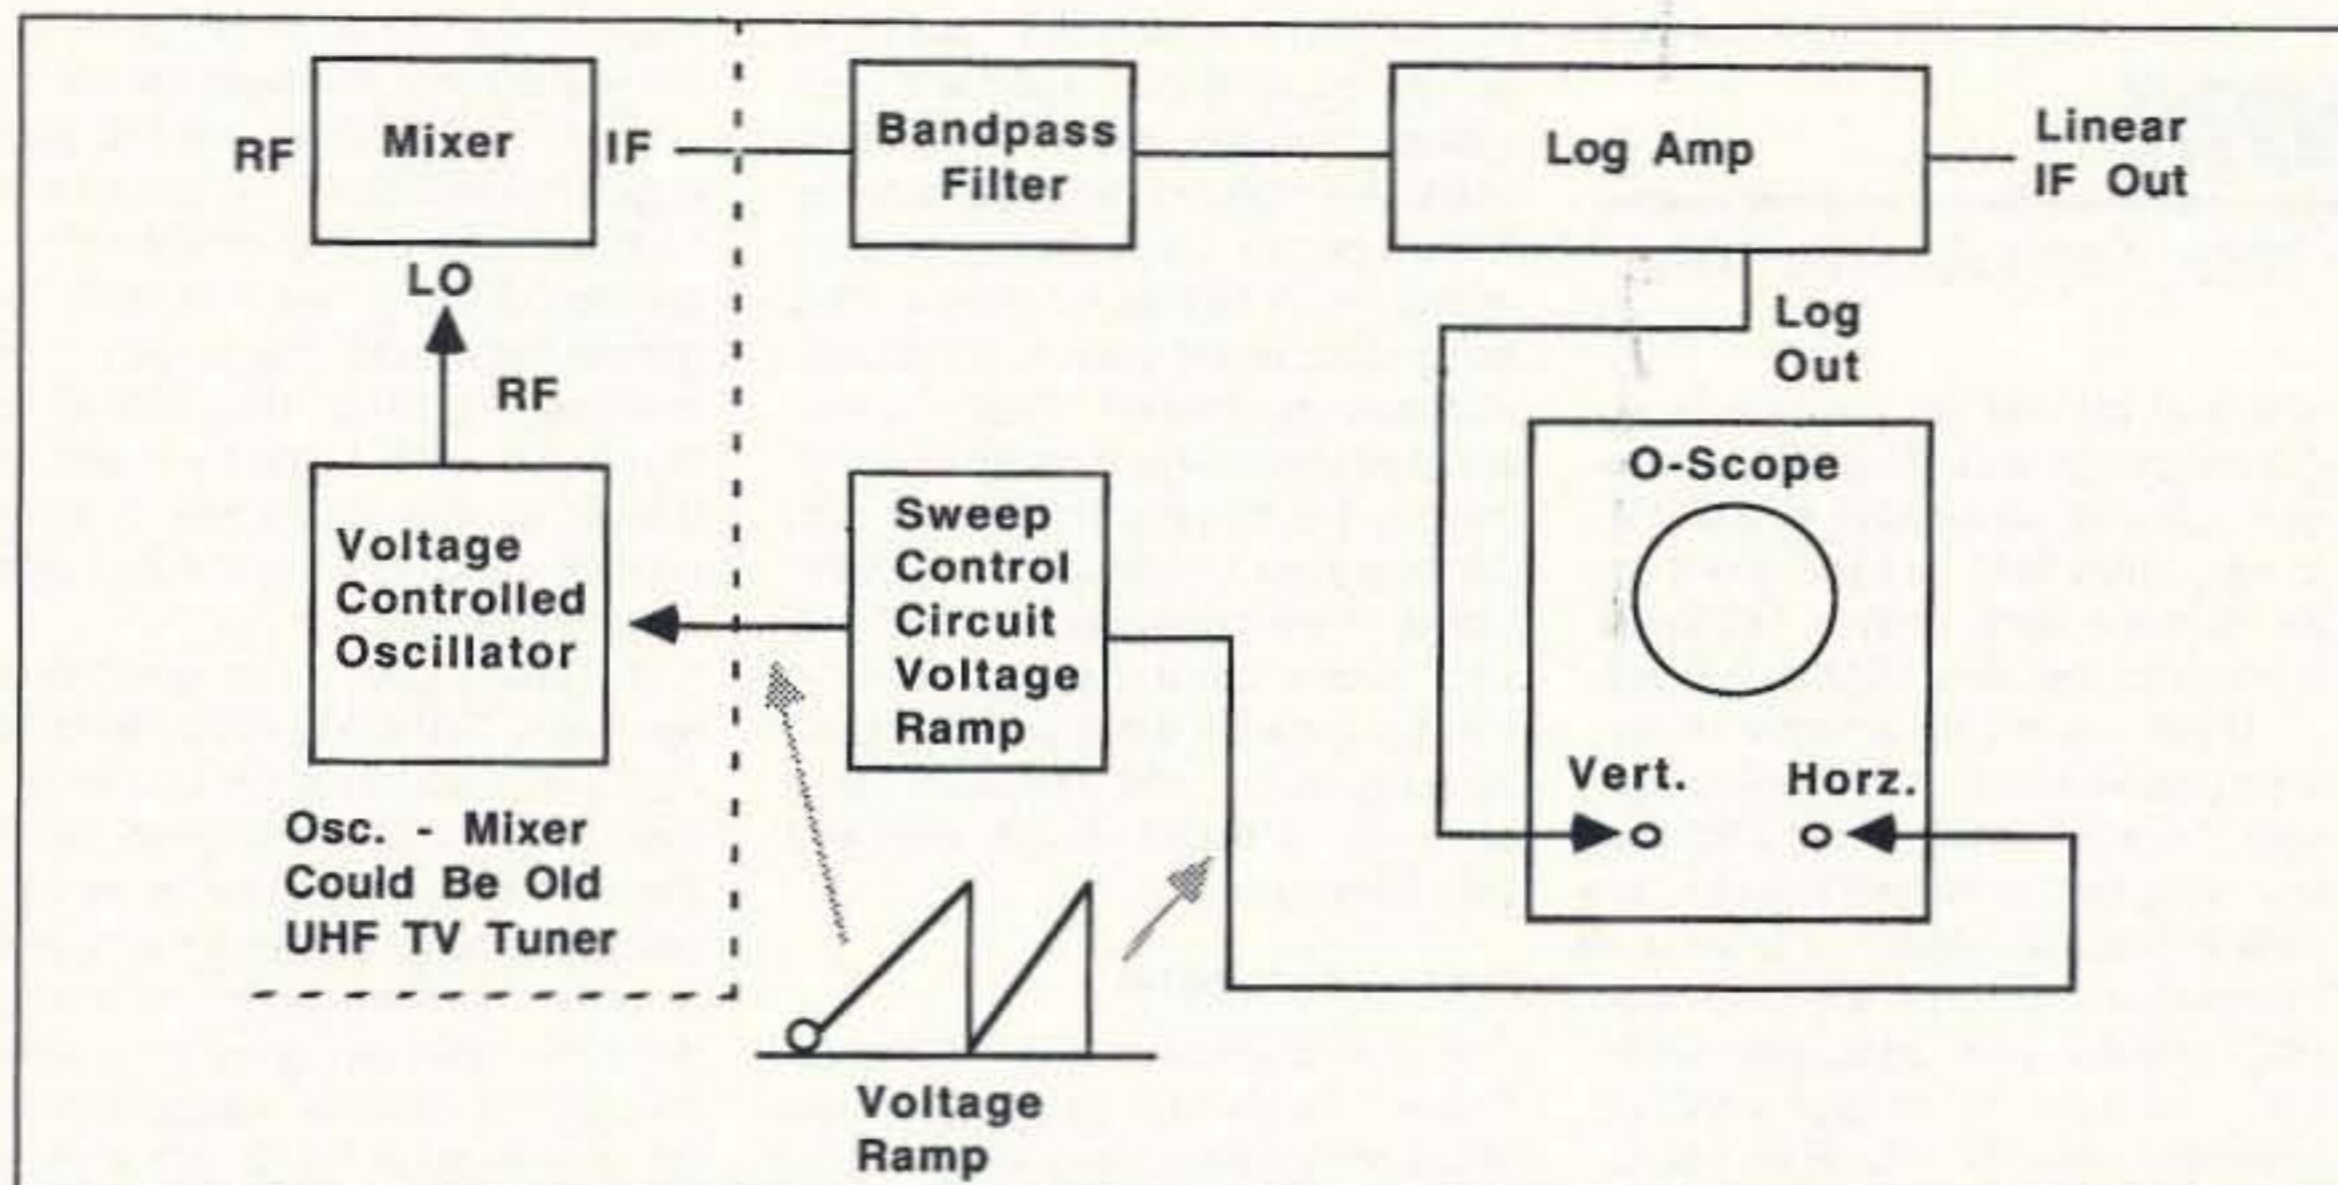 RF
Mixer
IF
Bandpass
Filter
Log Amp
Linear
IF Out
LO
RF
Log
Out
Voltage
Controlled
Oscillator
Sweep
Control
Circuit
Voltage
Ramp
O-Scope
Vert.
Horz.
Osc. - Mixer
Could Be Old
UHF TV Tuner
Voltage
Ramp